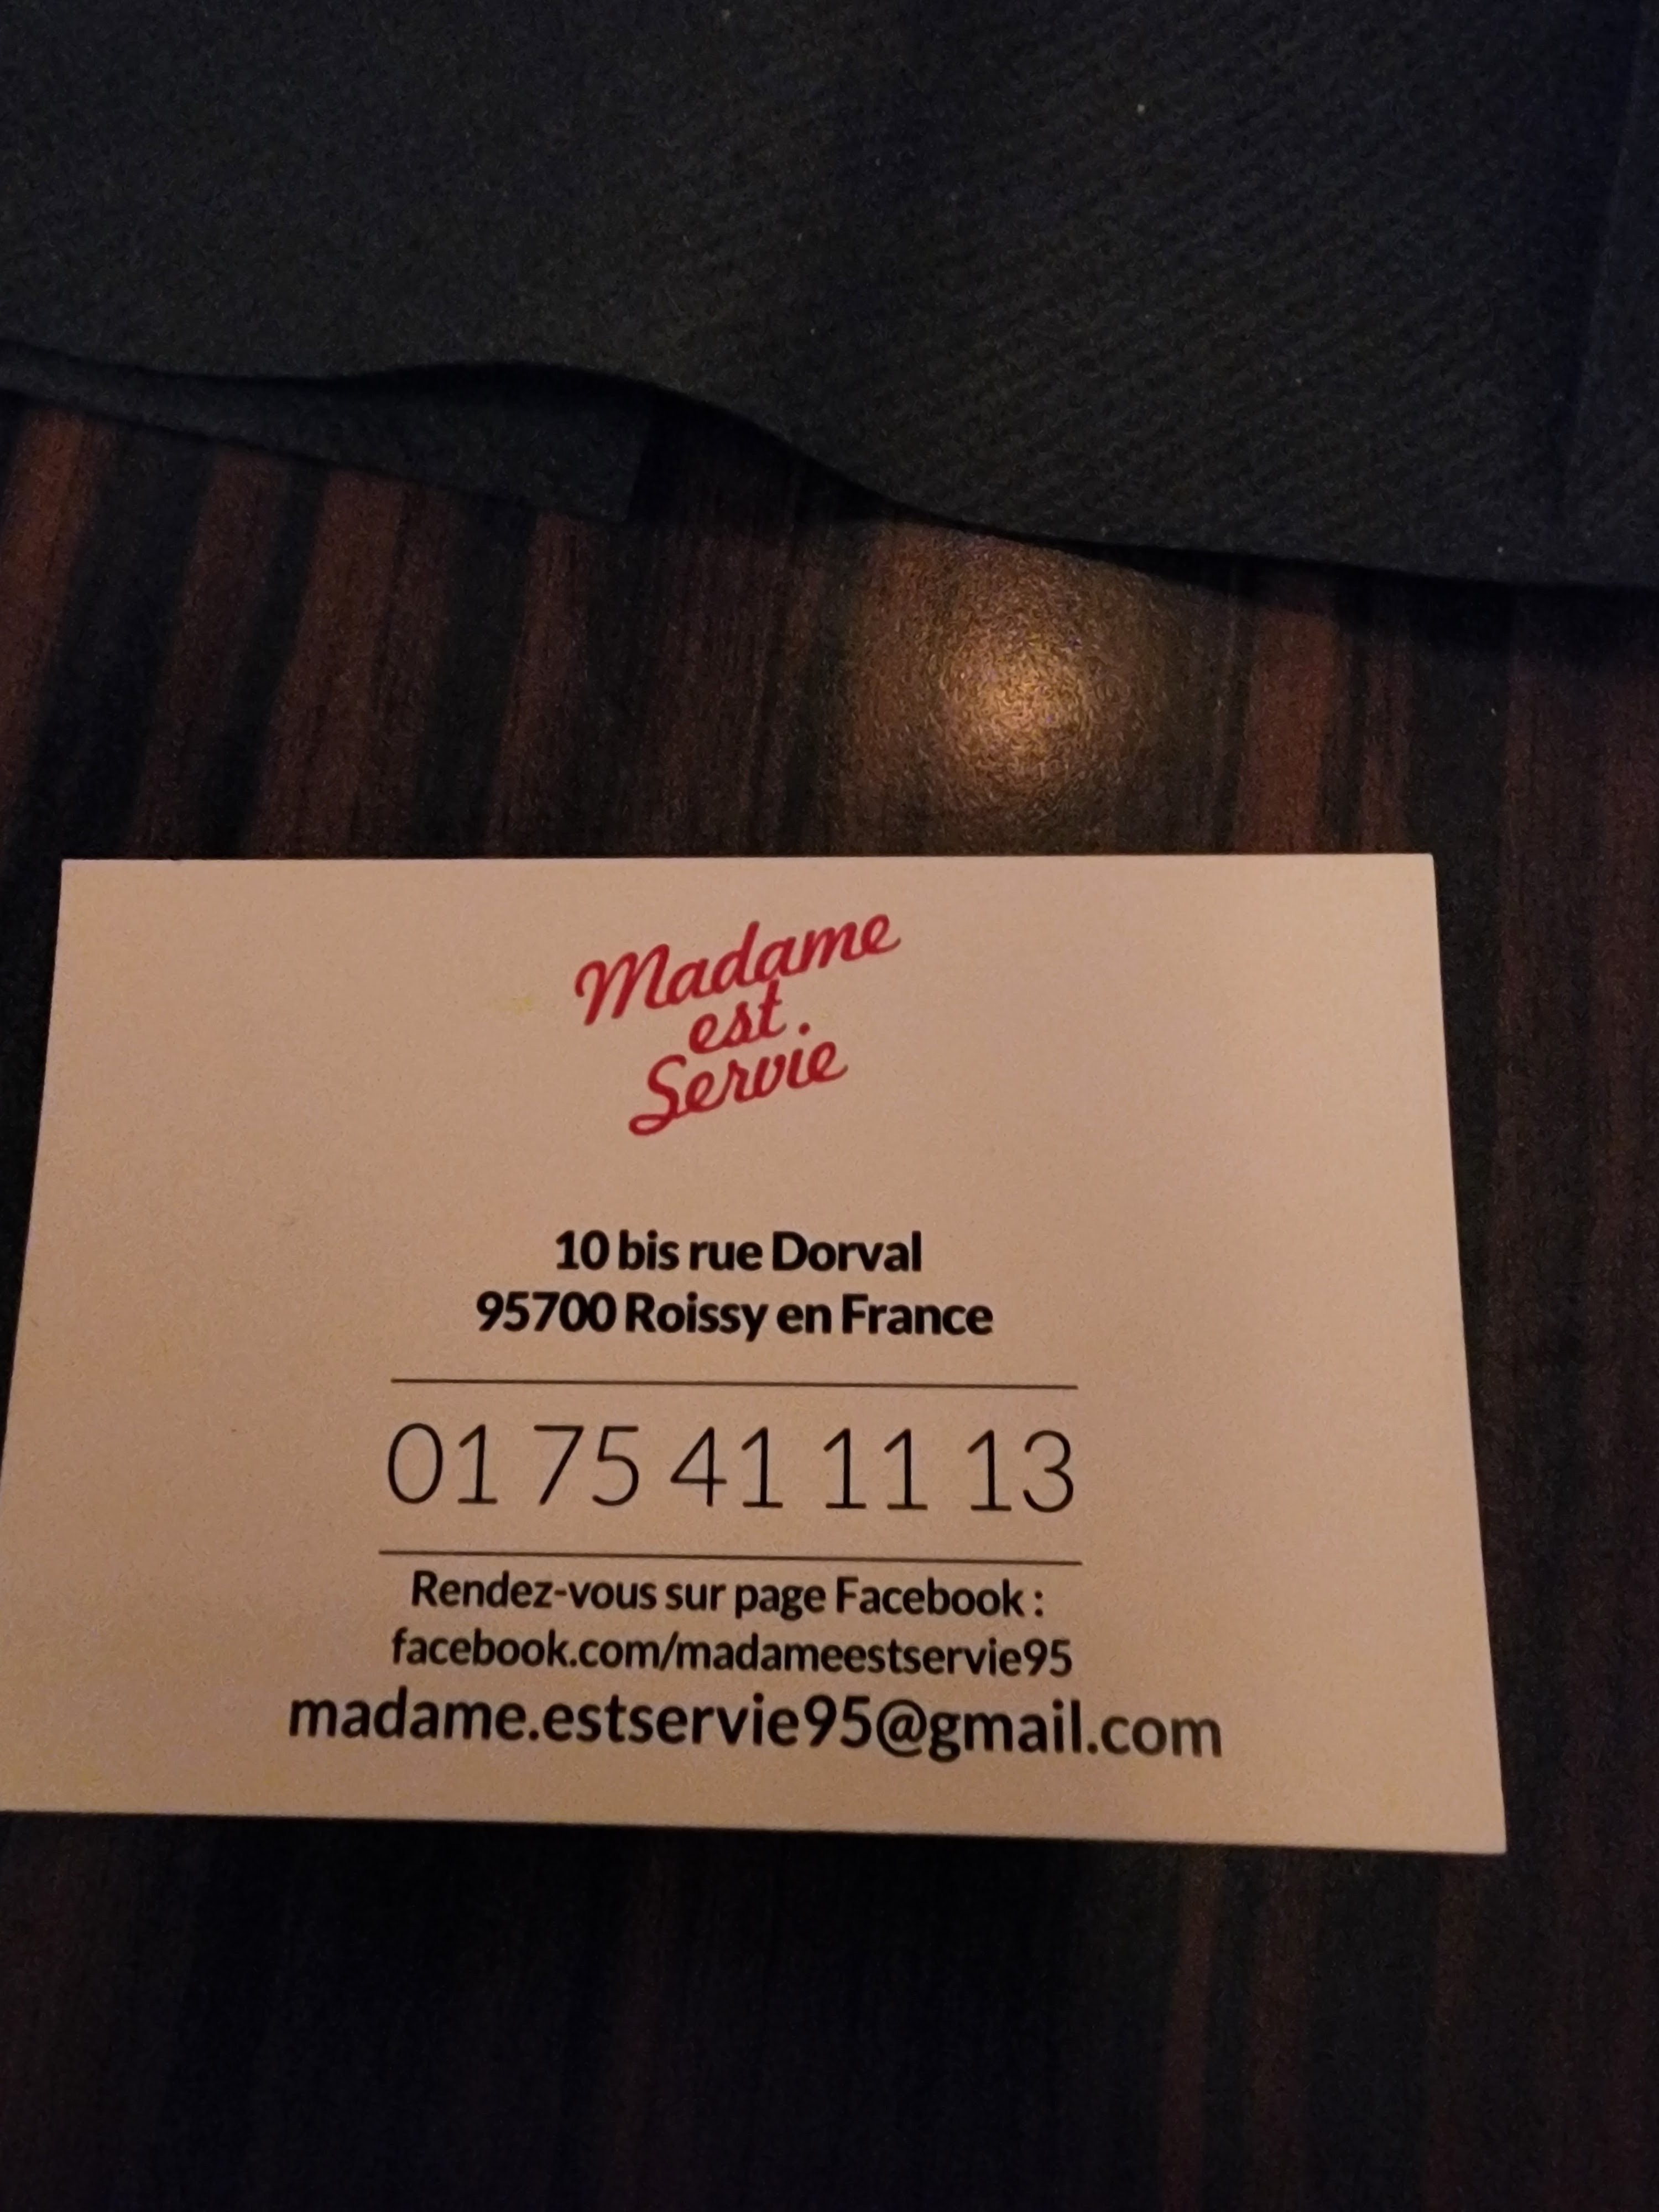 Madame
est.
Servie
10 bis rue Dorval
95700 Roissy en France
01 75 41 11 13
Rendez-vous sur page Facebook :
facebook.com/madameestservie95
madame.estservie95@gmail.com